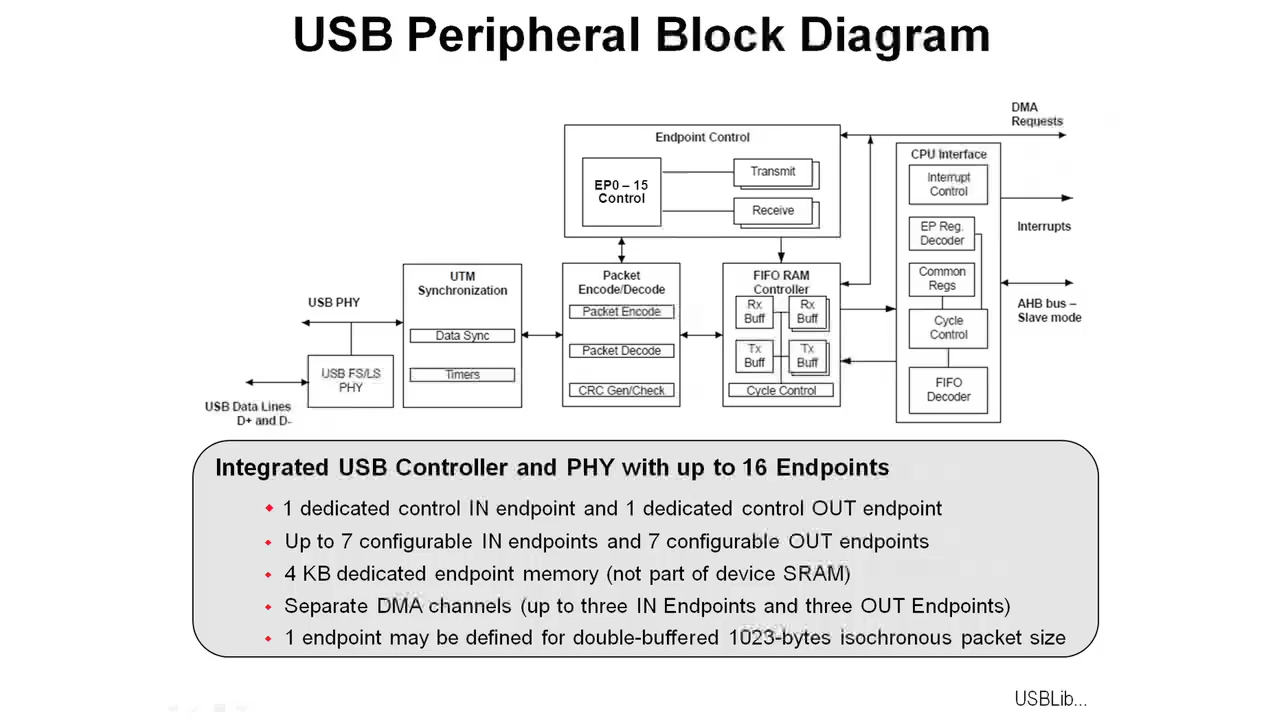 USB Peripheral Block Diagram
DMA
Requests
Endpoint Control
EP0 – 15
Control
Transmit
Receive
CPU Interface
Interrupt
Control
Interrupts
EP Reg.
Decoder
Common
Regs
AHB bus –
Slave mode
Cycle
Control
FIFO
Decoder
UTM
Synchronization
Data Sync
Timers
Packet
Encode/Decode
Packet Encode
Packet Decode
CRC Gen/Check
FIFO RAM
Controller
Rx
Buff
Rx
Buff
Tx
Buff
Tx
Buff
Cycle Control
USB PHY
USB FS/LS
PHY
USB Data Lines
D+ and D-
Integrated USB Controller and PHY with up to 16 Endpoints
1 dedicated control IN endpoint and 1 dedicated control OUT endpoint
Up to 7 configurable IN endpoints and 7 configurable OUT endpoints
4 KB dedicated endpoint memory (not part of device SRAM)
Separate DMA channels (up to three IN Endpoints and three OUT Endpoints)
1 endpoint may be defined for double-buffered 1023-bytes isochronous packet size
USBLib...